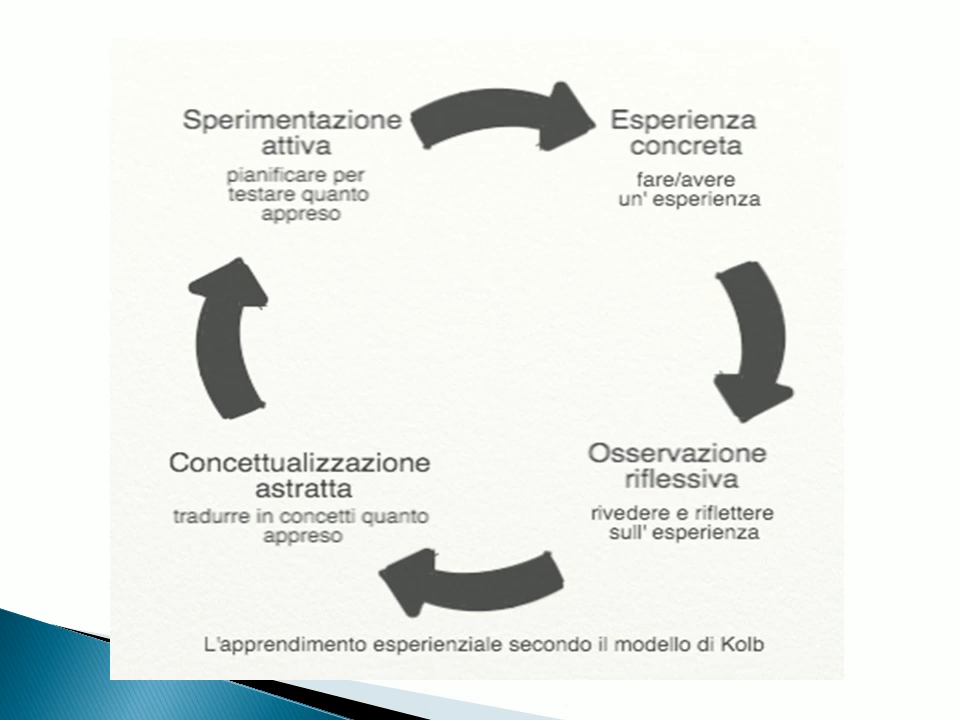 Sperimentazione
attiva
pianificare per
testare quanto
appreso
Esperienza
concreta
fare/avere
un' esperienza
Osservazione
riflessiva
rivedere e riflettere
sull' esperienza
Concettualizzazione
astratta
tradurre in concetti quanto
appreso
L'apprendimento esperienziale secondo il modello di Kolb